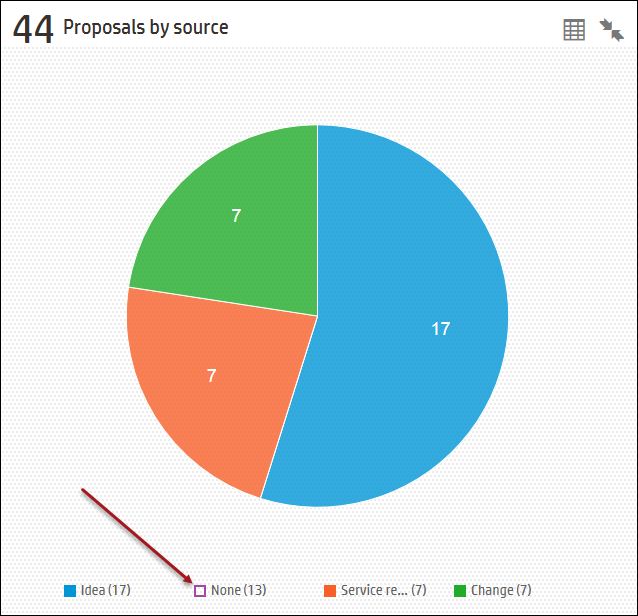 44 Proposals by source
7
17
7
Idea (17) None (13) Service re... (7) Change (7)